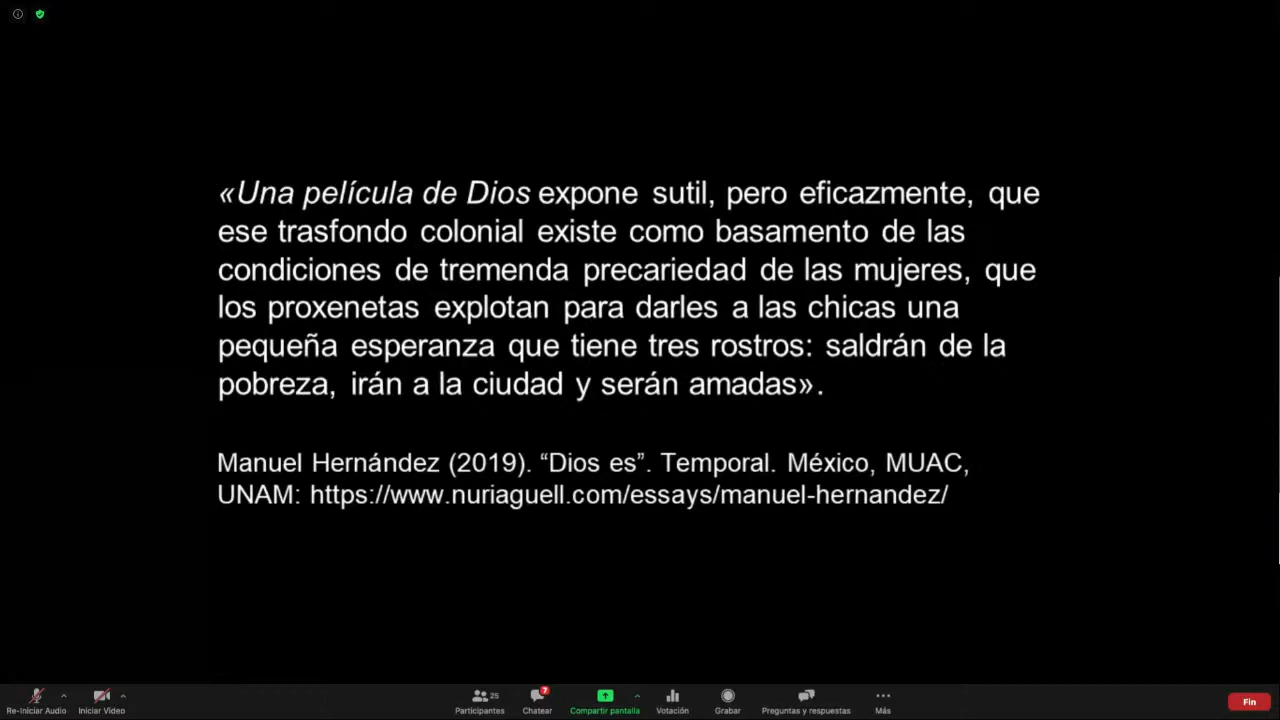 «Una película de Dios expone sutil, pero eficazmente, que
ese trasfondo colonial existe como basamento de las
condiciones de tremenda precariedad de las mujeres, que
los proxenetas explotan para darles a las chicas una
pequeña esperanza que tiene tres rostros: saldrán de la
pobreza, irán a la ciudad y serán amadas».
Manuel Hernández (2019). “Dios es”. Temporal. México, MUAC,
UNAM: https://www.nuriaguell.com/essays/manuel-hernandez/
Re-Iniciar Audio
Iniciar Video
Participantes 25
Chatear 7
Compartir pantalla
Votación
Grabar
Preguntas y respuestas
Más
Fin